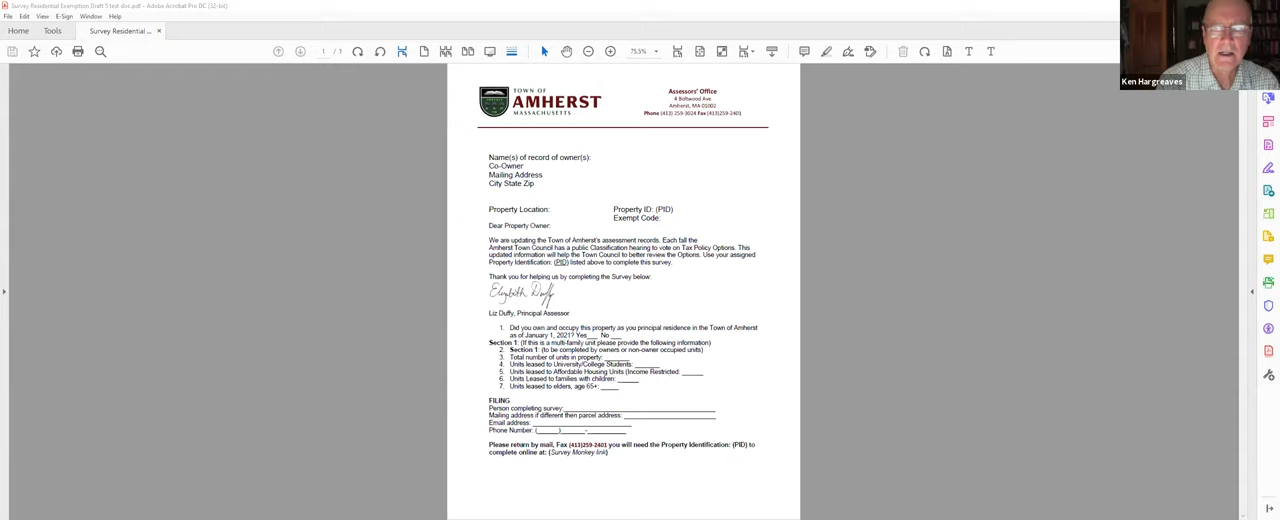 Survey Residential Exemption Draft 5 test doc.pdf - Adobe Acrobat Pro DC (32-bit)
File Edit View E-Sign Window Help
Home Tools Survey Residential ... ×
1 / 1 75.5%
Ken Hargreaves
TOWN OF
AMHERST
MASSACHUSETTS
Assessors' Office
4 Boltwood Ave
Amherst, MA 01002
Phone (413) 259-3024 Fax (413)259-2401
Name(s) of record of owner(s):
Co-Owner
Mailing Address
City State Zip
Property Location: Property ID: (PID)
Exempt Code:
Dear Property Owner:
We are updating the Town of Amherst's assessment records. Each fall the
Amherst Town Council has a public Classification hearing to vote on Tax Policy Options. This
updated information will help the Town Council to better review the Options. Use your assigned
Property Identification: (PID) listed above to complete this survey.
Thank you for helping us by completing the Survey below:
Elizabeth Duffy
Liz Duffy, Principal Assessor
1. Did you own and occupy this property as you principal residence in the Town of Amherst
as of January 1, 2021? Yes___ No ___
Section 1: (If this is a multi-family unit please provide the following information)
2. Section 1: (to be completed by owners or non-owner occupied units)
3. Total number of units in property: ______
4. Units leased to University/College Students: ______
5. Units leased to Affordable Housing Units (Income Restricted: _____
6. Units Leased to families with children: _____
7. Units leased to elders, age 65+: ____
FILING
Person completing survey:____________________
Mailing address if different then parcel address: ____________________
Email address: ____________________
Phone Number: (_____)_____-________
Please return by mail, Fax (413)259-2401 you will need the Property Identification: (PID) to
complete online at: (Survey Monkey link)